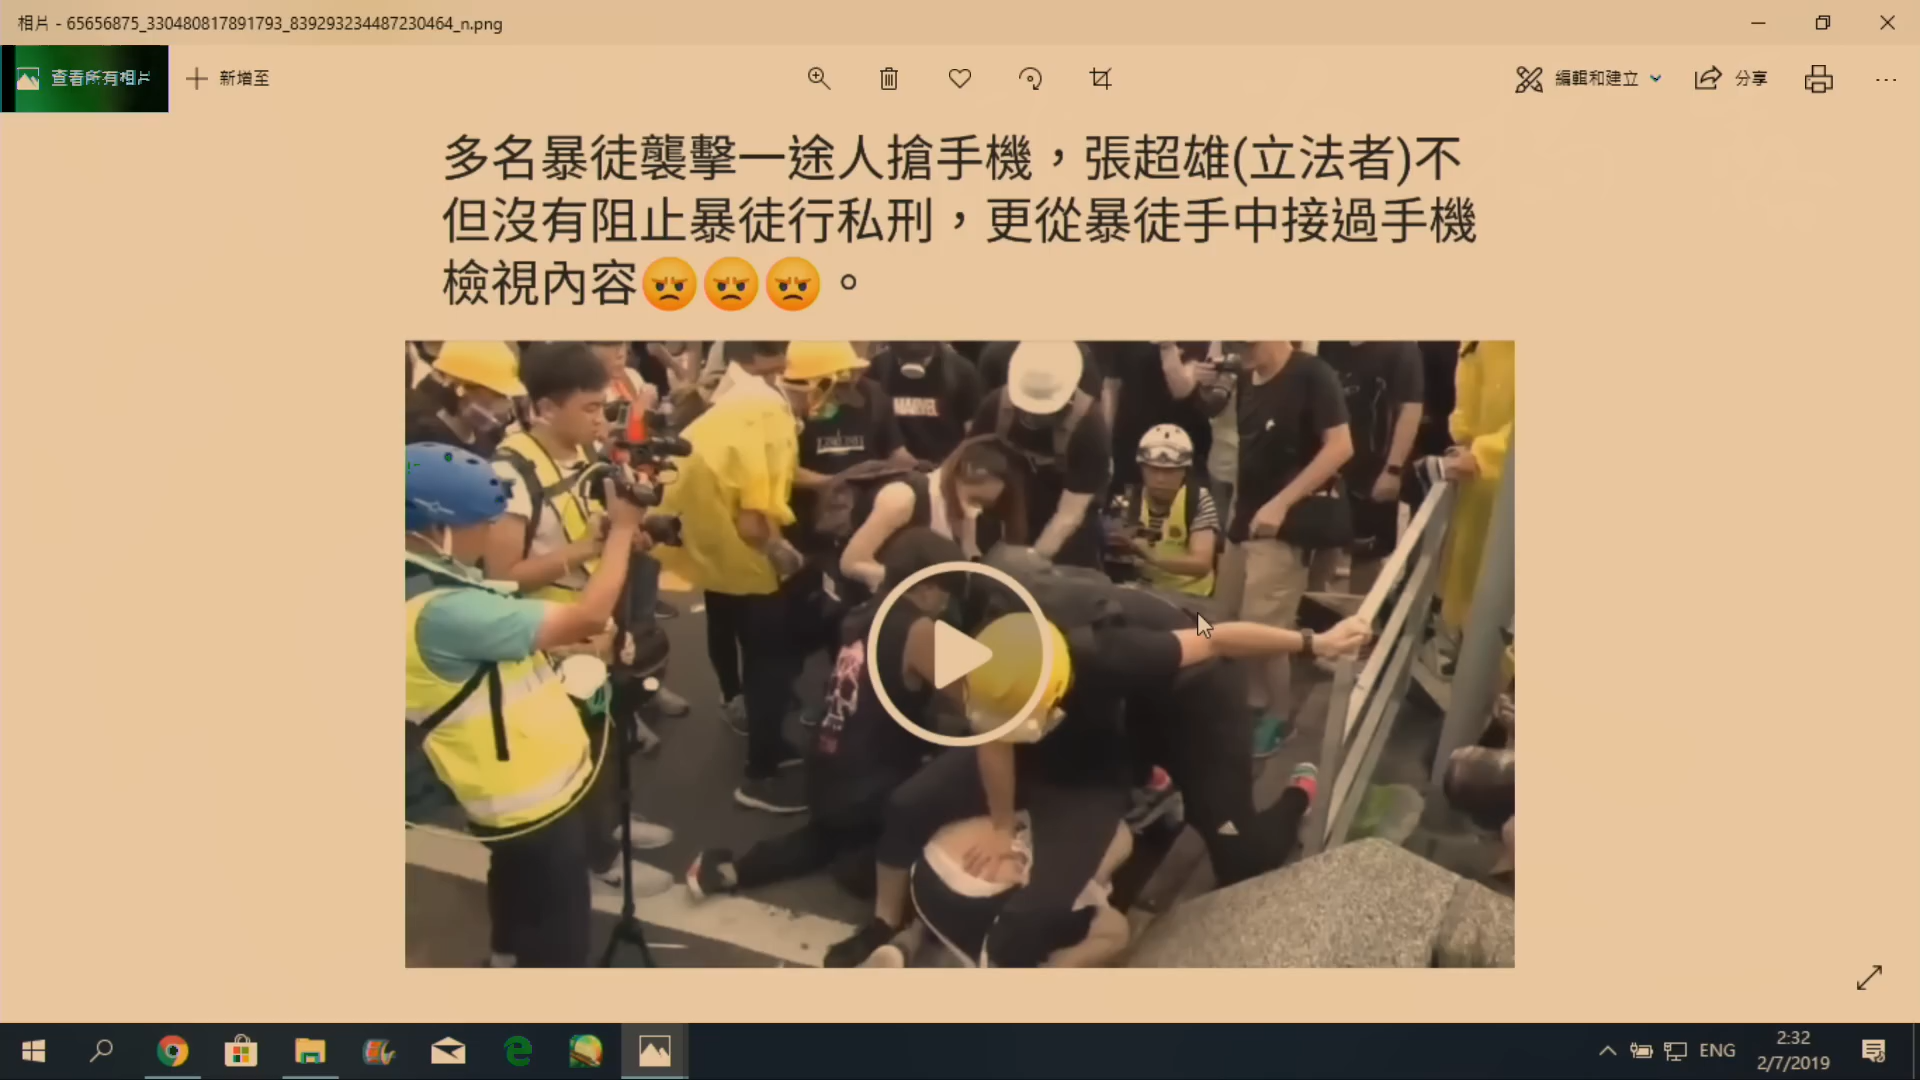 相片 - 65656875_330480817891793_839293234487230464_n.png
查看所有相片
新增至
編輯和建立
分享
多名暴徒襲擊一途人搶手機，張超雄(立法者)不
但沒有阻止暴徒行私刑，更從暴徒手中接過手機
檢視內容😡😡😡。
MARVEL
ENG
2:32
2/7/2019